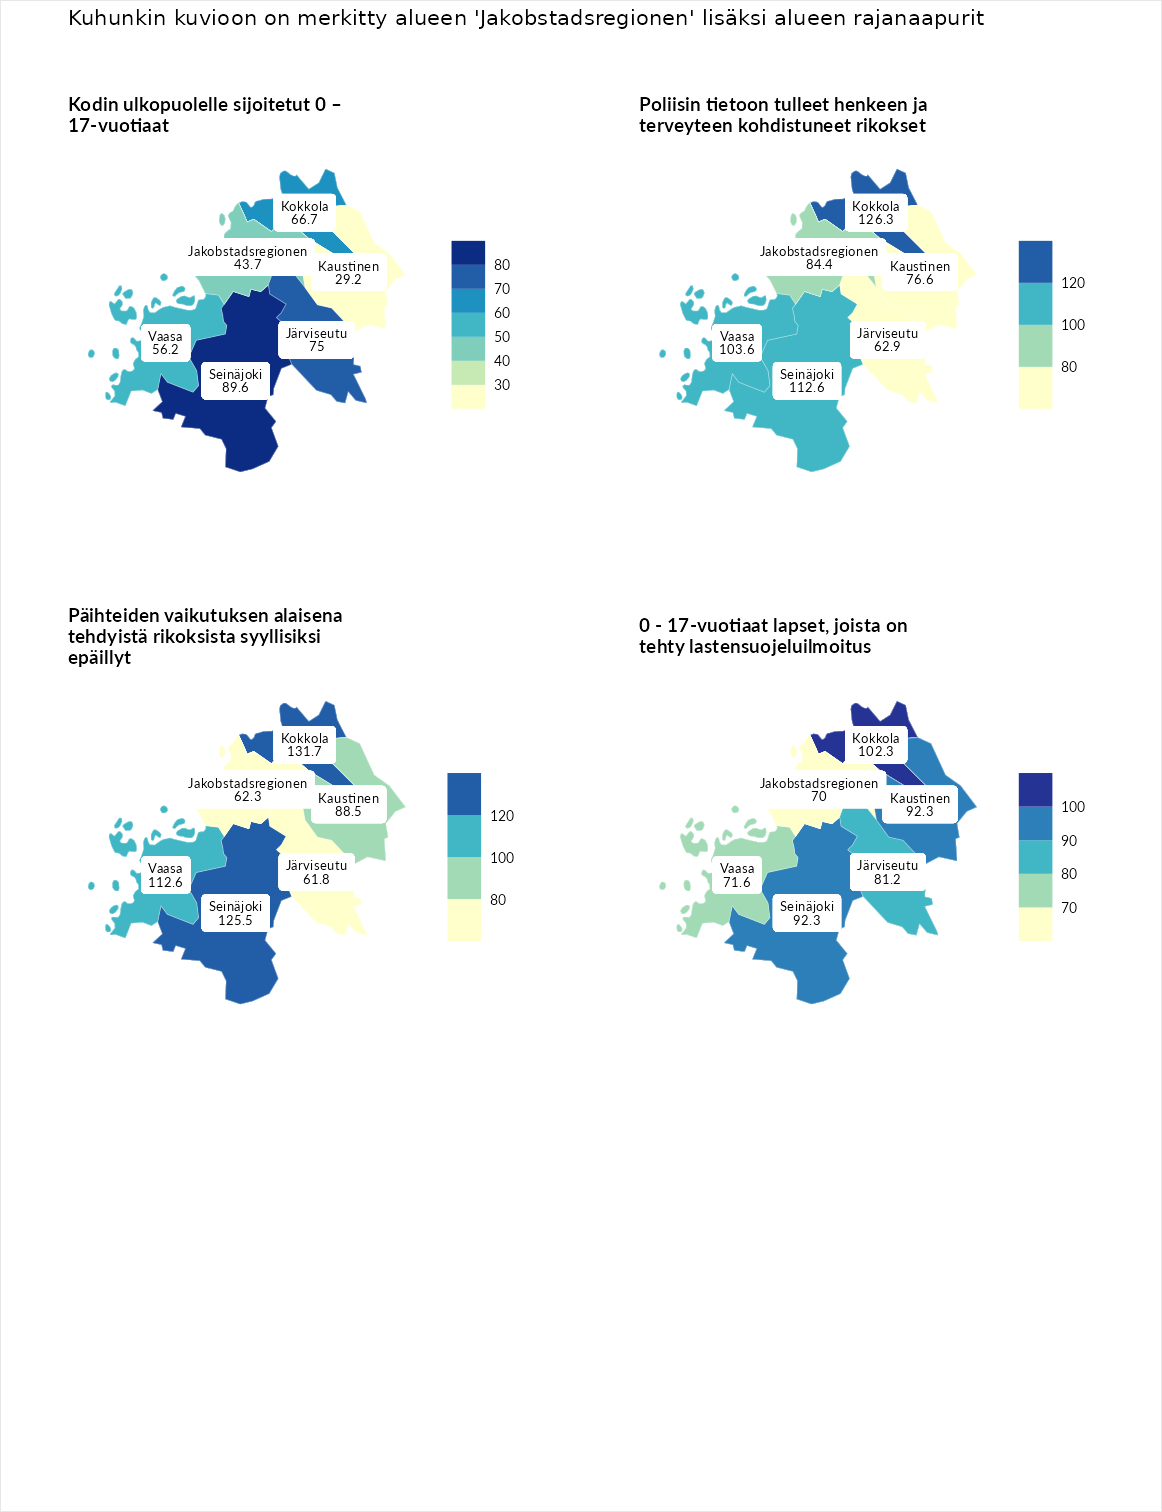 Kuhunkin kuvioon on merkitty alueen 'Jakobstadsregionen' lisäksi alueen rajanaapurit
Kodin ulkopuolelle sijoitetut 0 –
17-vuotiaat
Kokkola
66.7
Jakobstadsregionen
43.7
Kaustinen
29.2
Vaasa
56.2
Järviseutu
75
Seinäjoki
89.6
80
70
60
50
40
30
Poliisin tietoon tulleet henkeen ja
terveyteen kohdistuneet rikokset
Kokkola
126.3
Jakobstadsregionen
84.4
Kaustinen
76.6
Vaasa
103.6
Järviseutu
62.9
Seinäjoki
112.6
120
100
80
Päihteiden vaikutuksen alaisena
tehdyistä rikoksista syyllisiksi
epäillyt
Kokkola
131.7
Jakobstadsregionen
62.3
Kaustinen
88.5
Vaasa
112.6
Järviseutu
61.8
Seinäjoki
125.5
120
100
80
0 - 17-vuotiaat lapset, joista on
tehty lastensuojeluilmoitus
Kokkola
102.3
Jakobstadsregionen
70
Kaustinen
92.3
Vaasa
71.6
Järviseutu
81.2
Seinäjoki
92.3
100
90
80
70